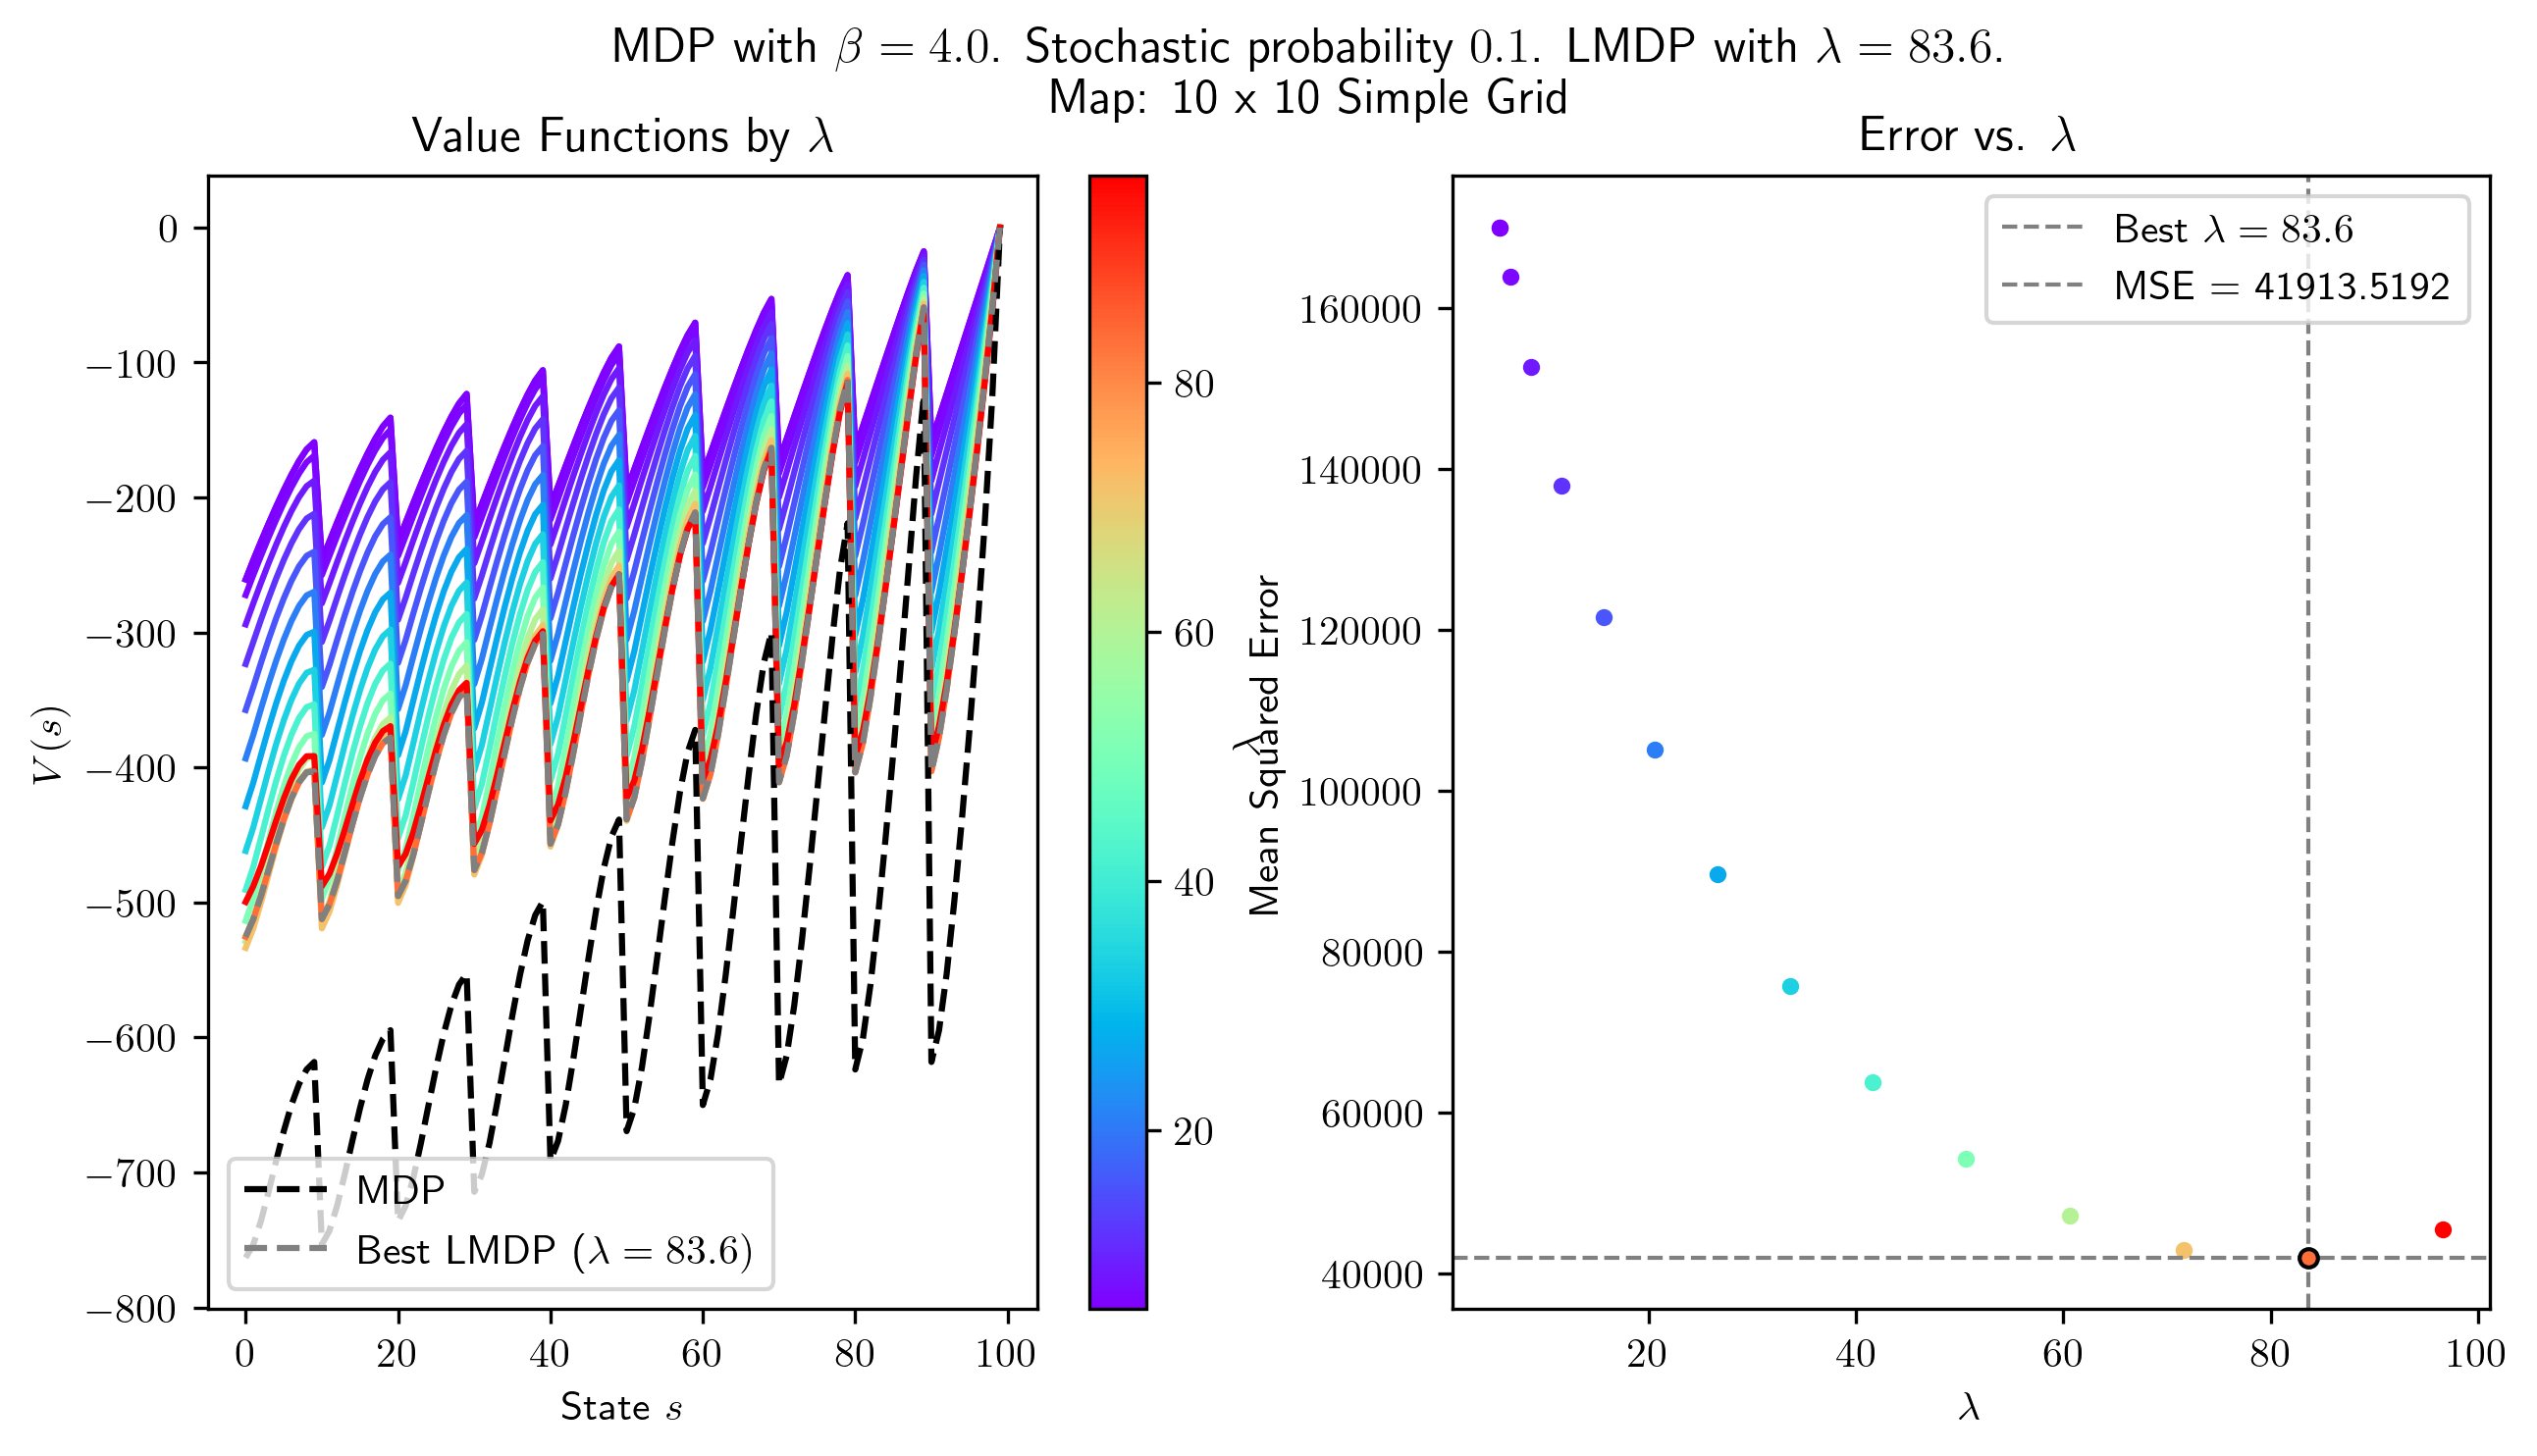 MDP with β = 4.0. Stochastic probability 0.1. LMDP with λ = 83.6.
Map: 10 x 10 Simple Grid
Value Functions by λ
V(s)
0
−100
−200
−300
−400
−500
−600
−700
−800
MDP
Best LMDP (λ = 83.6)
0 20 40 60 80 100
State s
80
60
40
20
λ
Error vs. λ
Mean Squared Error
160000
140000
120000
100000
80000
60000
40000
Best λ = 83.6
MSE = 41913.5192
20 40 60 80 100
λ